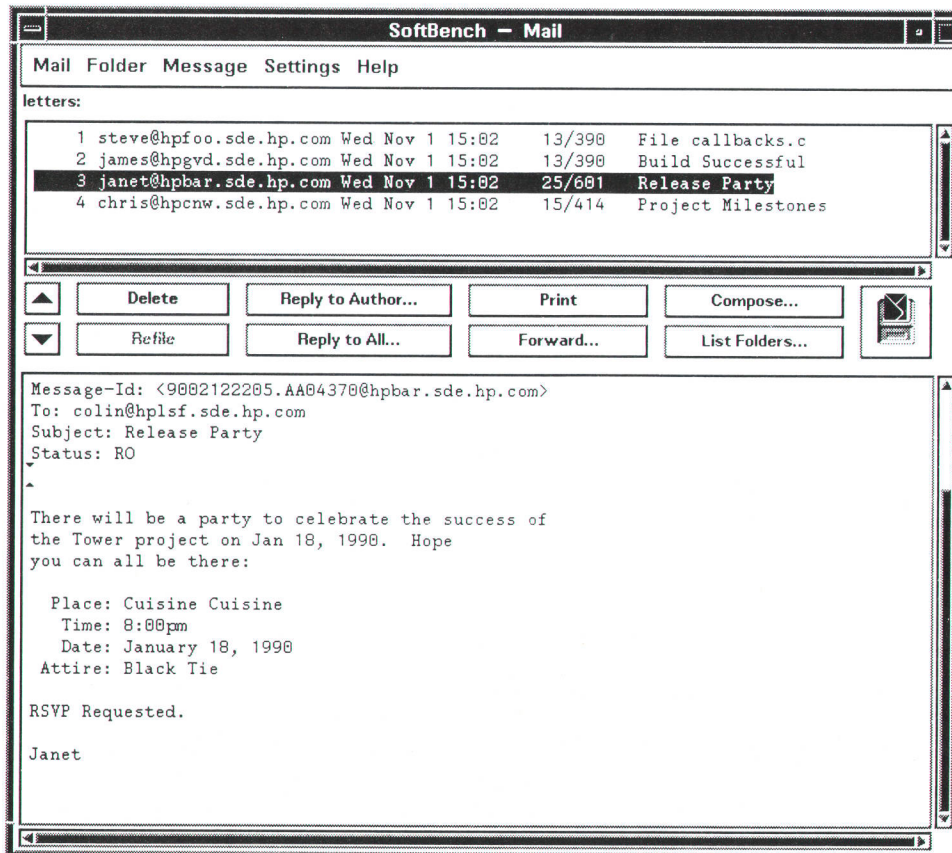 SoftBench — Mail
Mail Folder Message Settings Help
letters:
1 steve@hpfoo.sde.hp.com Wed Nov 1 15:02 13/390 File callbacks.c
2 james@hpgvd.sde.hp.com Wed Nov 1 15:02 13/390 Build Successful
3 janet@hpbar.sde.hp.com Wed Nov 1 15:02 25/601 Release Party
4 chris@hpcnw.sde.hp.com Wed Nov 1 15:02 15/414 Project Milestones
Delete Reply to Author... Print Compose...
Refile Reply to All... Forward... List Folders...
Message-Id: <9002122205.AA04370@hpbar.sde.hp.com>
To: colin@hplsf.sde.hp.com
Subject: Release Party
Status: RO
There will be a party to celebrate the success of
the Tower project on Jan 18, 1990. Hope
you can all be there:
Place: Cuisine Cuisine
Time: 8:00pm
Date: January 18, 1990
Attire: Black Tie
RSVP Requested.
Janet